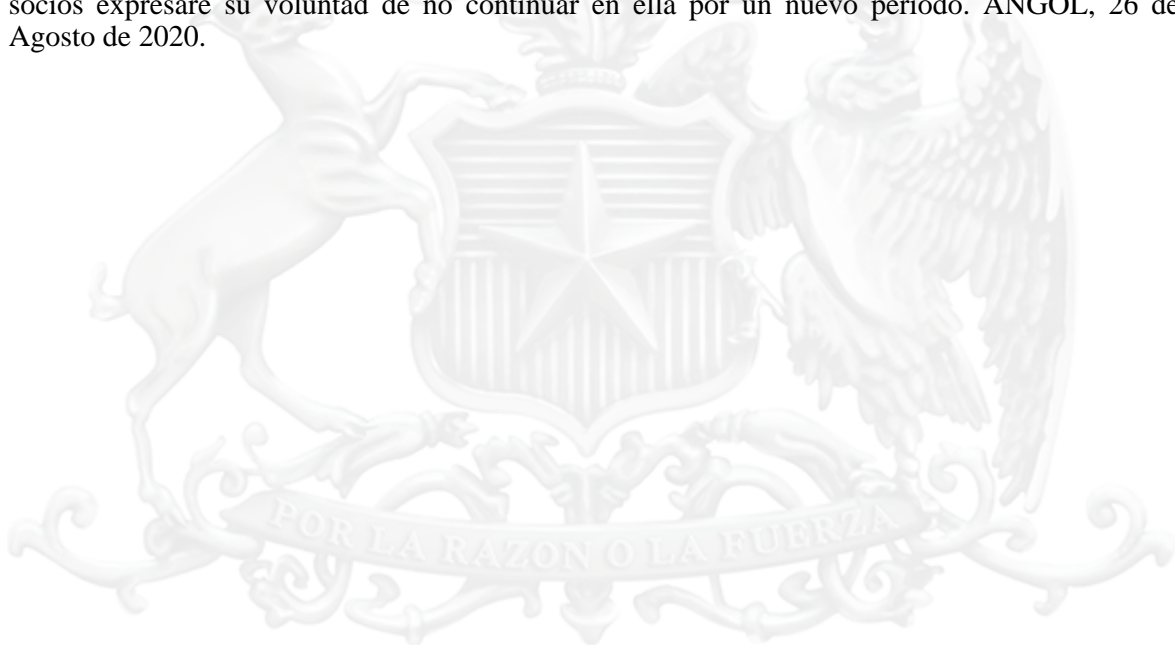 socios expresare su voluntad de no continuar en ella por un nuevo período. ANGOL, 26 de
Agosto de 2020.
POR LA RAZON O LA FUERZA